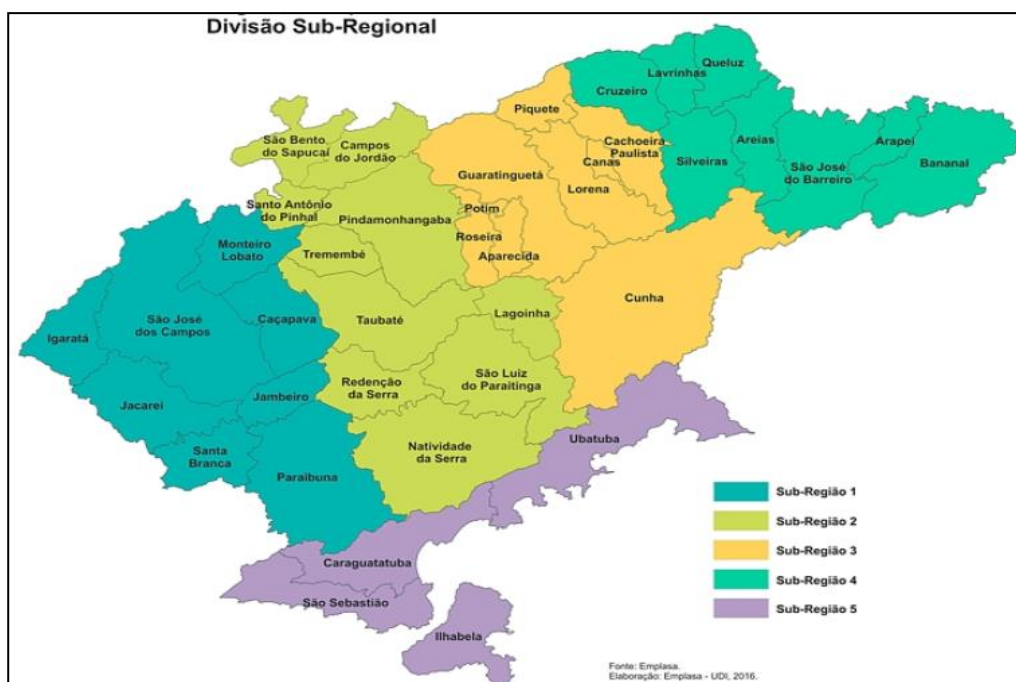 Divisão Sub-Regional
Queluz
Lavrinhas
Cruzeiro
Piquete
Cachoeira
Paulista
Canas
Areias
Arapeí
Silveiras
São José
do Barreiro
Bananal
São Bento
do Sapucaí
Campos
do Jordão
Guaratinguetá
Lorena
Santo Antônio
do Pinhal
Pindamonhangaba
Potim
Roseira
Aparecida
Monteiro
Lobato
Tremembé
Cunha
São José
dos Campos
Caçapava
Taubaté
Lagoinha
Igaratá
Redenção
da Serra
São Luiz
do Paraitinga
Jacareí
Jambeiro
Ubatuba
Santa
Branca
Natividade
da Serra
Paraibuna
Caraguatatuba
São Sebastião
Ilhabela
Sub-Região 1
Sub-Região 2
Sub-Região 3
Sub-Região 4
Sub-Região 5
Fonte: Emplasa.
Elaboração: Emplasa - UDI, 2016.